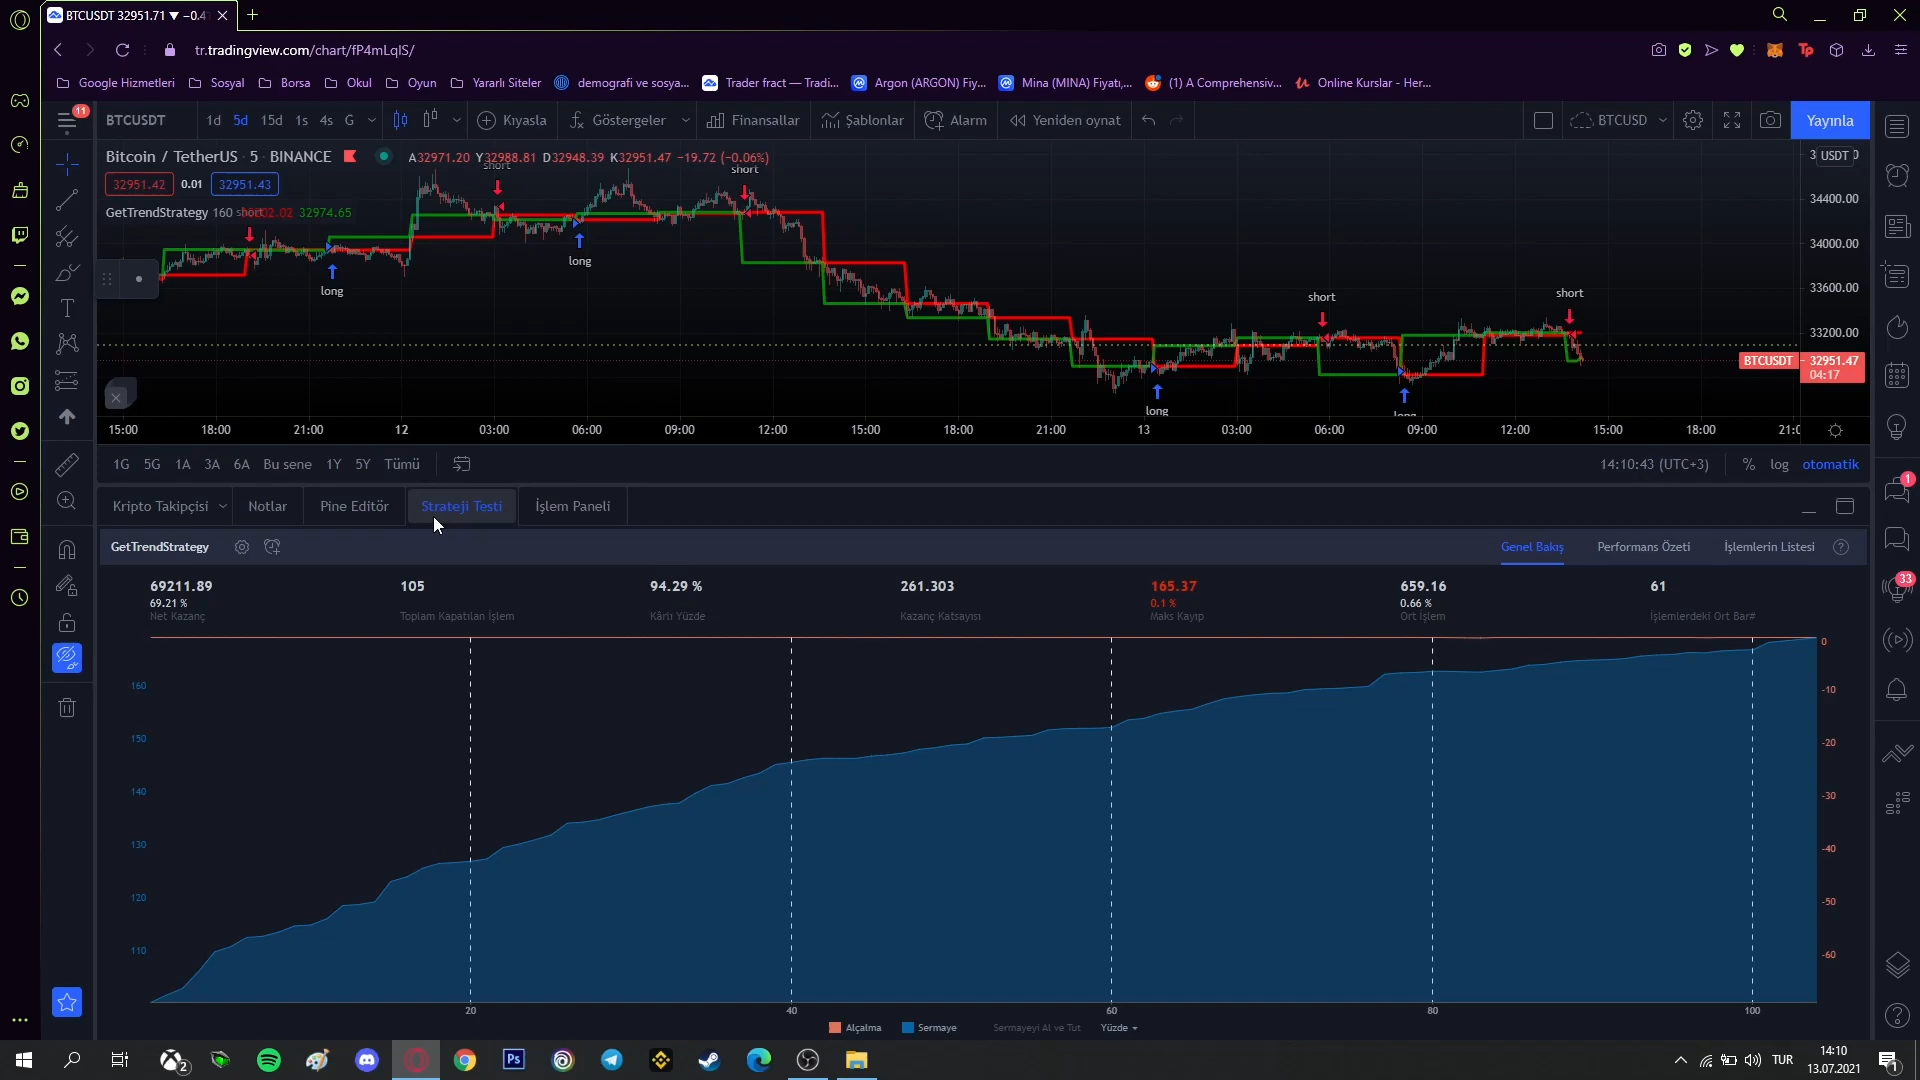 BTCUSDT 32951.71 ▼ −0.4
tr.tradingview.com/chart/fP4mLqlS/
Google Hizmetleri Sosyal Borsa Okul Oyun Yararlı Siteler demografi ve sosya... Trader fract — Tradi... Argon (ARGON) Fiy... Mina (MINA) Fiyatı,... (1) A Comprehensiv... Online Kurslar - Her...
11
BTCUSDT 1d 5d 15d 1s 4s G Kıyasla Göstergeler Finansallar Şablonlar Alarm Yeniden oynat BTCUSD Yayınla
Bitcoin / TetherUS · 5 · BINANCE A32971.20 Y32988.81 D32948.39 K32951.47 −19.72 (−0.06%)
USDT
short
short
32951.42 0.01 32951.43
GetTrendStrategy 160 32974.65
short
34400.00
34000.00
33600.00
33200.00
long
long
short
short
BTCUSDT 32951.47
04:17
long
long
15:00 18:00 21:00 12 03:00 06:00 09:00 12:00 15:00 18:00 21:00 13 03:00 06:00 09:00 12:00 15:00 18:00 21:0
1G 5G 1A 3A 6A Bu sene 1Y 5Y Tümü 14:10:43 (UTC+3) % log otomatik
Kripto Takipçisi Notlar Pine Editör Strateji Testi İşlem Paneli
1
GetTrendStrategy Genel Bakış Performans Özeti İşlemlerin Listesi
33
69211.89 105 94.29 % 261.303 165.37 659.16 61
69.21 % 0.1 % 0.66 %
Net Kazanç Toplam Kapatılan İşlem Kârlı Yüzde Kazanç Katsayısı Maks Kayıp Ort İşlem İşlemlerdeki Ort Bar#
0
160 -10
150 -20
140 -30
130 -40
120 -50
110 -60
20 40 60 80 100
Alçalma Sermaye Sermayeyi Al ve Tut Yüzde
2
Ps
TUR
14:10
13.07.2021
1